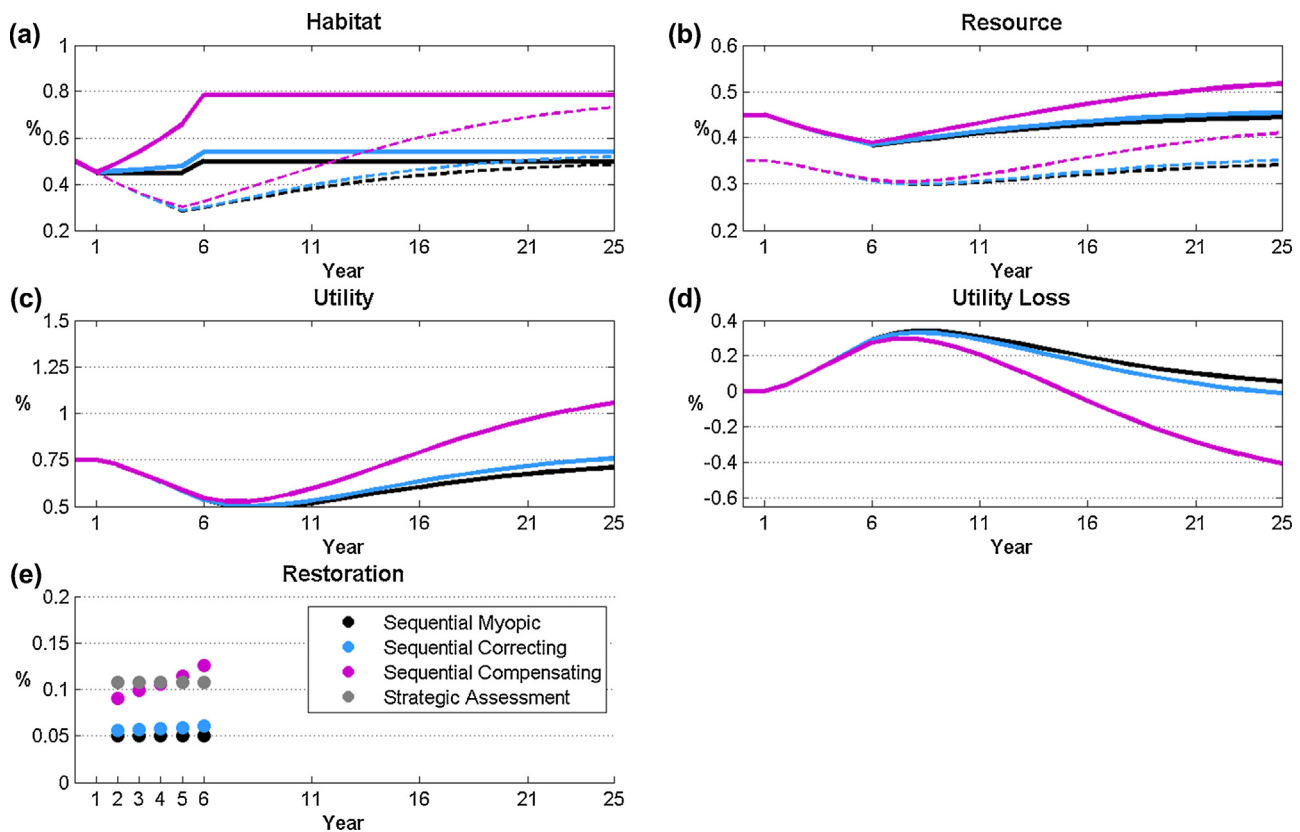 (a)
Habitat
1
0.8
%
0.6
0.4
0.2
1 6 11 16 21 25
Year
(b)
Resource
0.6
0.5
%
0.4
0.3
0.2
1 6 11 16 21 25
Year
(c)
Utility
1.5
1.25
%
1
0.75
0.5
1 6 11 16 21 25
Year
(d)
Utility Loss
0.4
0.2
0
%
-0.2
-0.4
-0.6
1 6 11 16 21 25
Year
(e)
Restoration
0.2
0.15
%
0.1
0.05
0
1 2 3 4 5 6 11 16 21 25
Year
Sequential Myopic
Sequential Correcting
Sequential Compensating
Strategic Assessment